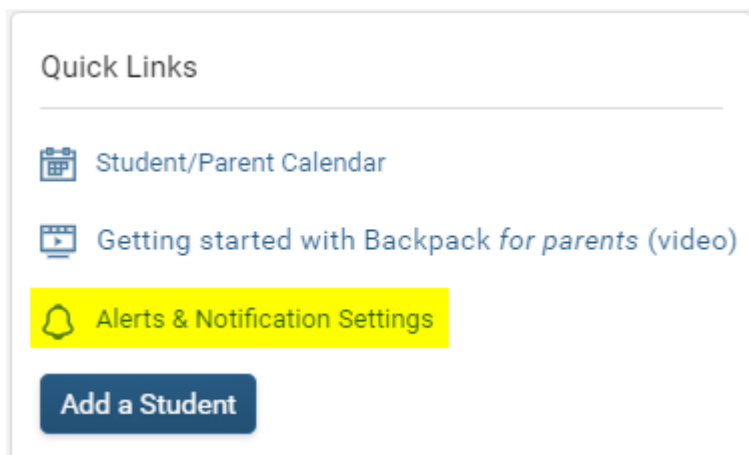 Quick Links
Student/Parent Calendar
Getting started with Backpack for parents (video)
Alerts & Notification Settings
Add a Student